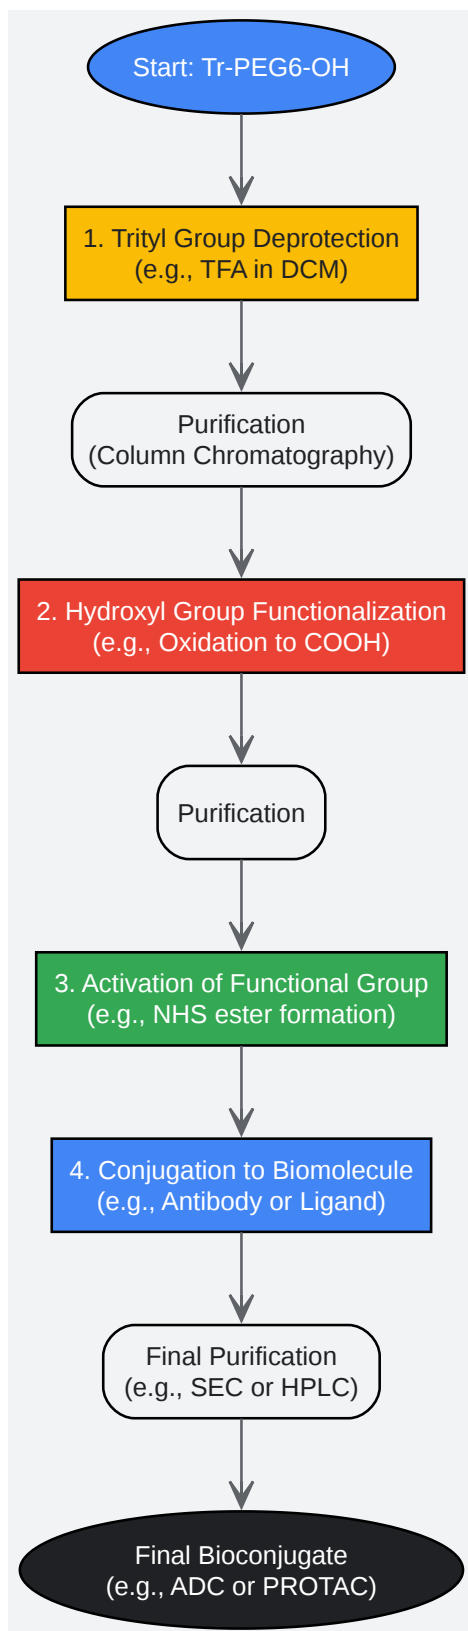 Start: Tr-PEG6-OH
1. Trityl Group Deprotection
(e.g., TFA in DCM)
Purification
(Column Chromatography)
2. Hydroxyl Group Functionalization
(e.g., Oxidation to COOH)
Purification
3. Activation of Functional Group
(e.g., NHS ester formation)
4. Conjugation to Biomolecule
(e.g., Antibody or Ligand)
Final Purification
(e.g., SEC or HPLC)
Final Bioconjugate
(e.g., ADC or PROTAC)